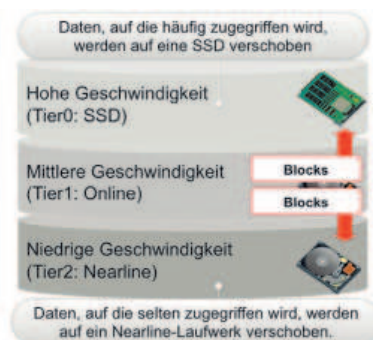 Daten, auf die häufig zugegriffen wird,
werden auf eine SSD verschoben
Hohe Geschwindigkeit
(Tier0: SSD)
Mittlere Geschwindigkeit
(Tier1: Online)
Blocks
Blocks
Niedrige Geschwindigkeit
(Tier2: Nearline)
Daten, auf die selten zugegriffen wird, werden
auf ein Nearline-Laufwerk verschoben.